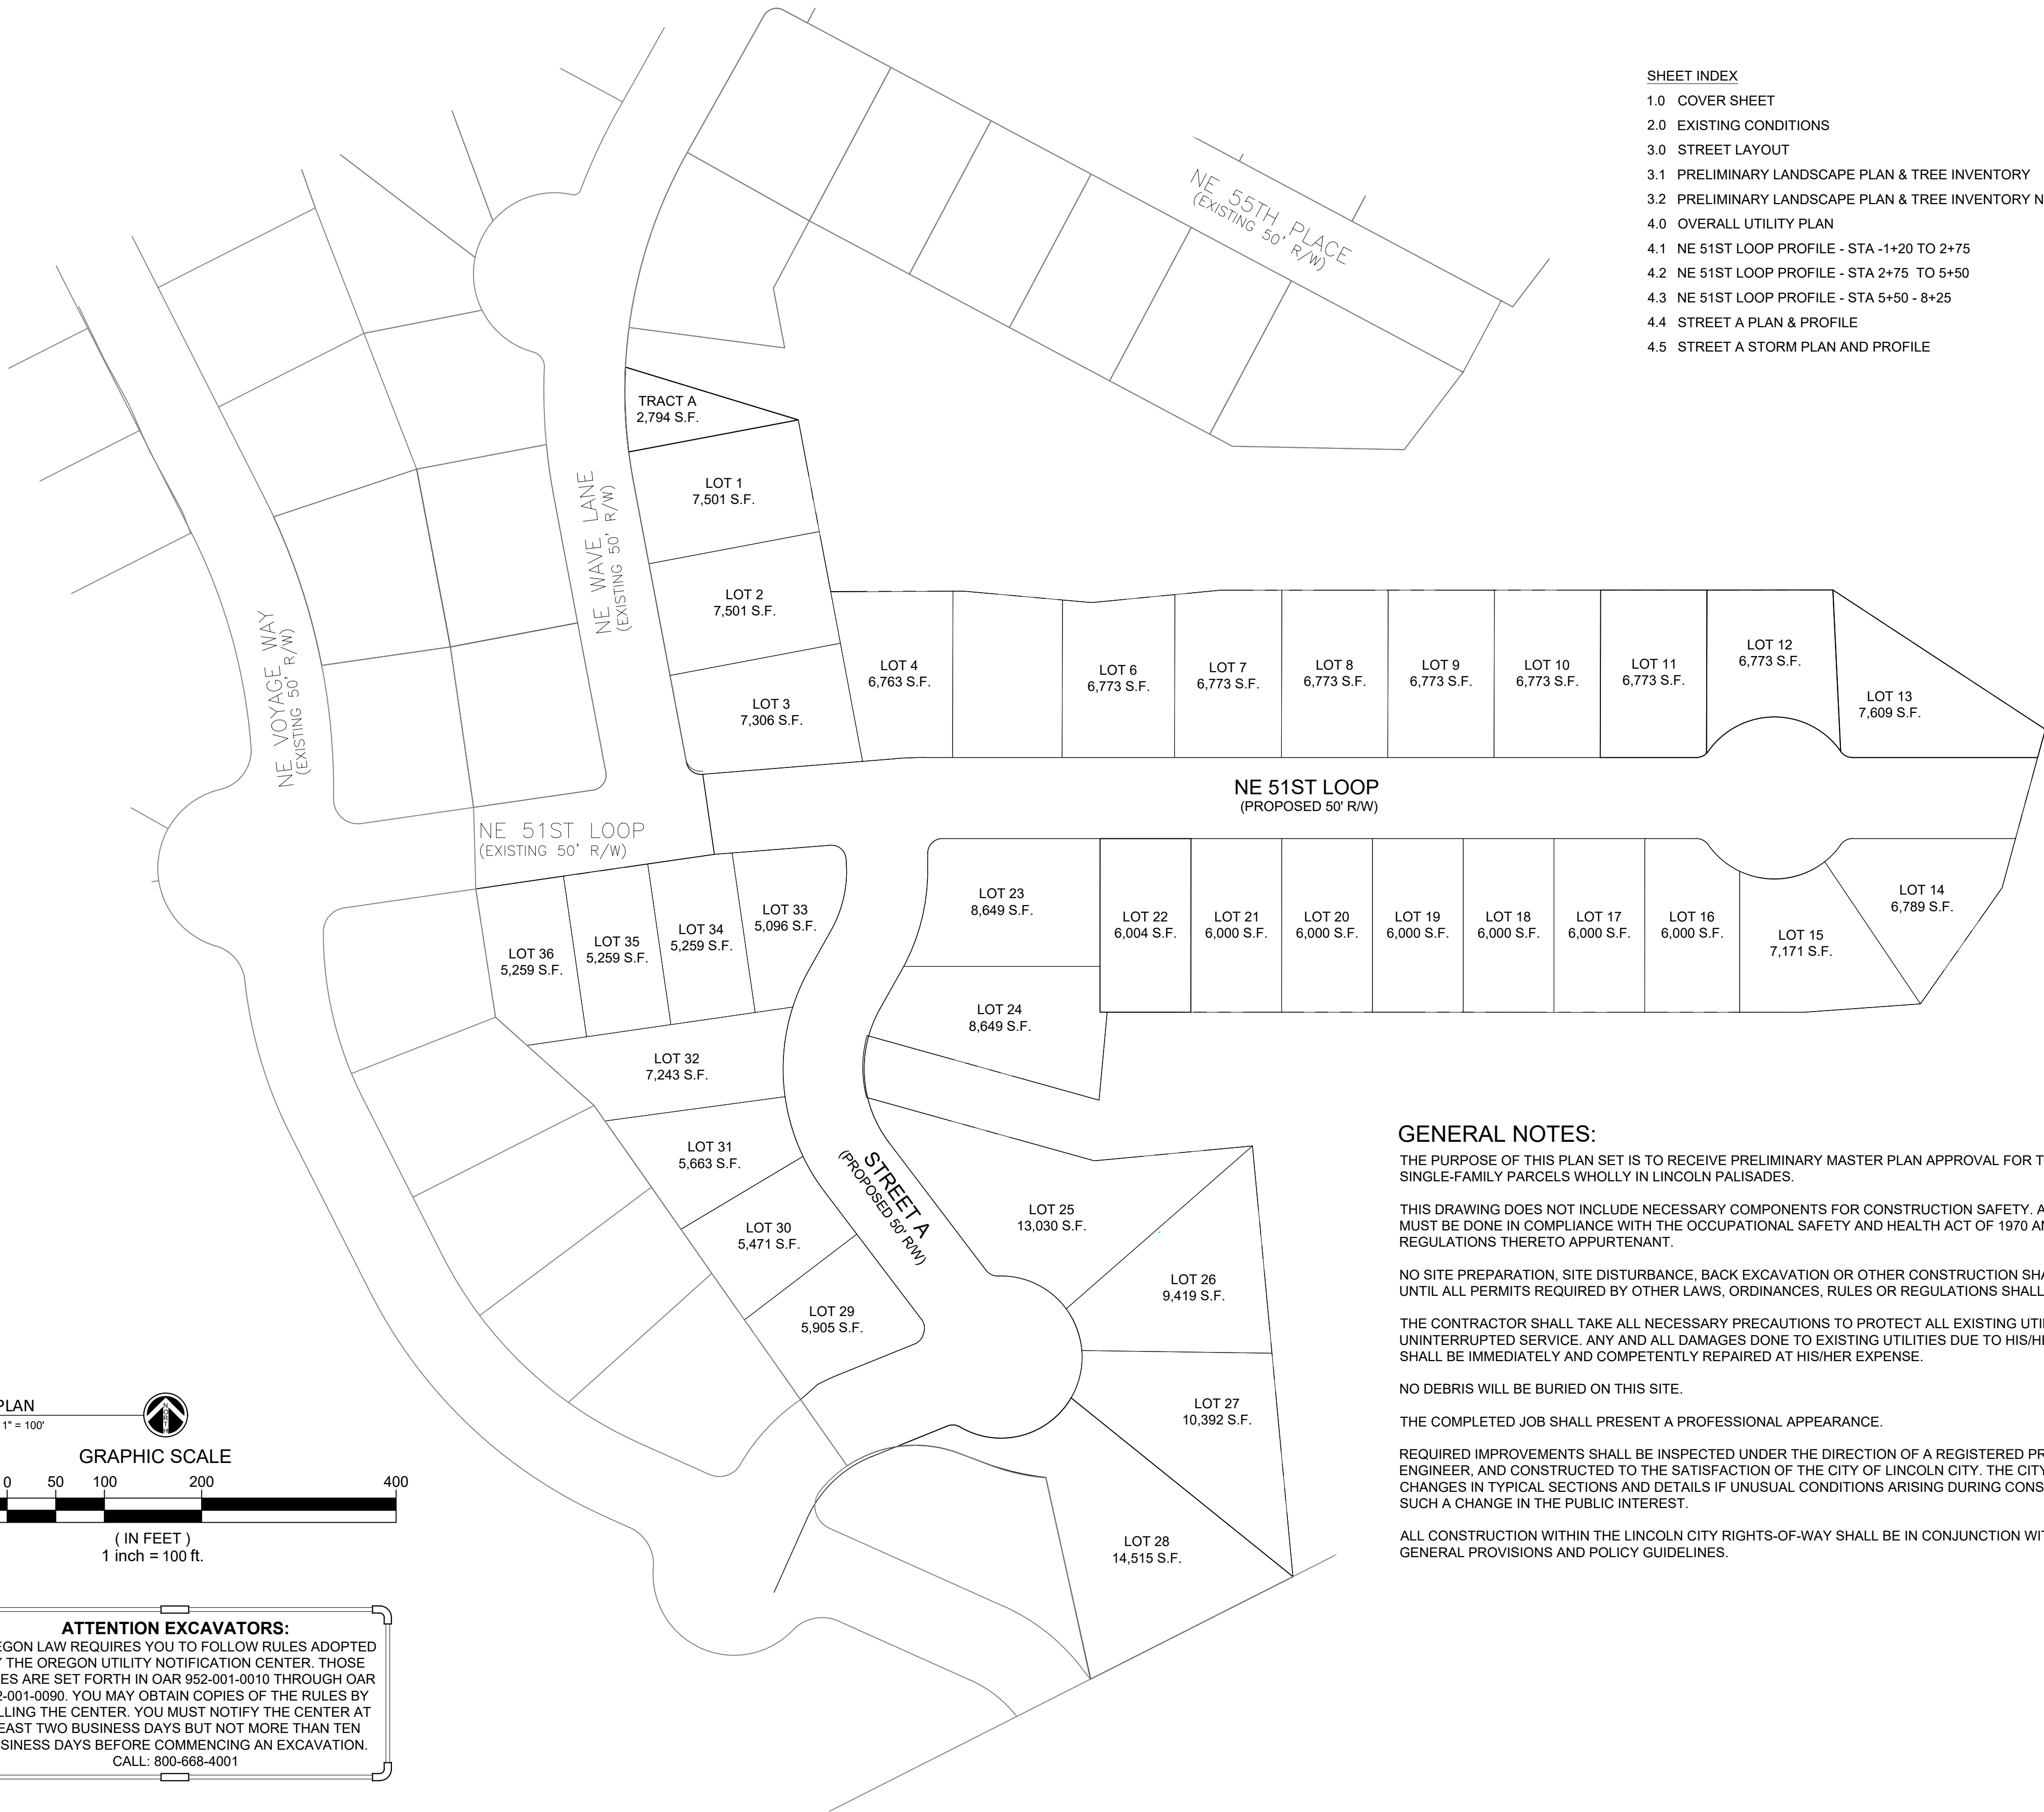 SHEET INDEX
1.0 COVER SHEET
2.0 EXISTING CONDITIONS
3.0 STREET LAYOUT
3.1 PRELIMINARY LANDSCAPE PLAN & TREE INVENTORY
3.2 PRELIMINARY LANDSCAPE PLAN & TREE INVENTORY N
4.0 OVERALL UTILITY PLAN
4.1 NE 51ST LOOP PROFILE - STA -1+20 TO 2+75
4.2 NE 51ST LOOP PROFILE - STA 2+75 TO 5+50
4.3 NE 51ST LOOP PROFILE - STA 5+50 - 8+25
4.4 STREET A PLAN & PROFILE
4.5 STREET A STORM PLAN AND PROFILE
NE 55TH PLACE
(EXISTING 50' R/W)
TRACT A
2,794 S.F.
LOT 1
7,501 S.F.
LOT 2
7,501 S.F.
LOT 3
7,306 S.F.
NE WAVE LANE
(EXISTING 50' R/W)
NE VOYAGE WAY
(EXISTING 50' R/W)
LOT 4
6,763 S.F.
LOT 6
6,773 S.F.
LOT 7
6,773 S.F.
LOT 8
6,773 S.F.
LOT 9
6,773 S.F.
LOT 10
6,773 S.F.
LOT 11
6,773 S.F.
LOT 12
6,773 S.F.
LOT 13
7,609 S.F.
NE 51ST LOOP
(PROPOSED 50' R/W)
NE 51ST LOOP
(EXISTING 50' R/W)
LOT 36
5,259 S.F.
LOT 35
5,259 S.F.
LOT 34
5,259 S.F.
LOT 33
5,096 S.F.
LOT 23
8,649 S.F.
LOT 22
6,004 S.F.
LOT 21
6,000 S.F.
LOT 20
6,000 S.F.
LOT 19
6,000 S.F.
LOT 18
6,000 S.F.
LOT 17
6,000 S.F.
LOT 16
6,000 S.F.
LOT 15
7,171 S.F.
LOT 14
6,789 S.F.
LOT 24
8,649 S.F.
LOT 32
7,243 S.F.
LOT 31
5,663 S.F.
LOT 30
5,471 S.F.
LOT 29
5,905 S.F.
STREET A
(PROPOSED 50' R/W)
LOT 25
13,030 S.F.
LOT 26
9,419 S.F.
LOT 27
10,392 S.F.
LOT 28
14,515 S.F.
GENERAL NOTES:
THE PURPOSE OF THIS PLAN SET IS TO RECEIVE PRELIMINARY MASTER PLAN APPROVAL FOR T
SINGLE-FAMILY PARCELS WHOLLY IN LINCOLN PALISADES.
THIS DRAWING DOES NOT INCLUDE NECESSARY COMPONENTS FOR CONSTRUCTION SAFETY. A
MUST BE DONE IN COMPLIANCE WITH THE OCCUPATIONAL SAFETY AND HEALTH ACT OF 1970 AN
REGULATIONS THERETO APPURTENANT.
NO SITE PREPARATION, SITE DISTURBANCE, BACK EXCAVATION OR OTHER CONSTRUCTION SHA
UNTIL ALL PERMITS REQUIRED BY OTHER LAWS, ORDINANCES, RULES OR REGULATIONS SHALL
THE CONTRACTOR SHALL TAKE ALL NECESSARY PRECAUTIONS TO PROTECT ALL EXISTING UTIL
UNINTERRUPTED SERVICE. ANY AND ALL DAMAGES DONE TO EXISTING UTILITIES DUE TO HIS/HE
SHALL BE IMMEDIATELY AND COMPETENTLY REPAIRED AT HIS/HER EXPENSE.
NO DEBRIS WILL BE BURIED ON THIS SITE.
THE COMPLETED JOB SHALL PRESENT A PROFESSIONAL APPEARANCE.
REQUIRED IMPROVEMENTS SHALL BE INSPECTED UNDER THE DIRECTION OF A REGISTERED PR
ENGINEER, AND CONSTRUCTED TO THE SATISFACTION OF THE CITY OF LINCOLN CITY. THE CITY
CHANGES IN TYPICAL SECTIONS AND DETAILS IF UNUSUAL CONDITIONS ARISING DURING CONS
SUCH A CHANGE IN THE PUBLIC INTEREST.
ALL CONSTRUCTION WITHIN THE LINCOLN CITY RIGHTS-OF-WAY SHALL BE IN CONJUNCTION WIT
GENERAL PROVISIONS AND POLICY GUIDELINES.
PLAN
1" = 100'
NORTH
GRAPHIC SCALE
0 50 100 200 400
( IN FEET )
1 inch = 100 ft.
ATTENTION EXCAVATORS:
EGON LAW REQUIRES YOU TO FOLLOW RULES ADOPTED
Y THE OREGON UTILITY NOTIFICATION CENTER. THOSE
ES ARE SET FORTH IN OAR 952-001-0010 THROUGH OAR
2-001-0090. YOU MAY OBTAIN COPIES OF THE RULES BY
LLING THE CENTER. YOU MUST NOTIFY THE CENTER AT
EAST TWO BUSINESS DAYS BUT NOT MORE THAN TEN
SINESS DAYS BEFORE COMMENCING AN EXCAVATION.
CALL: 800-668-4001